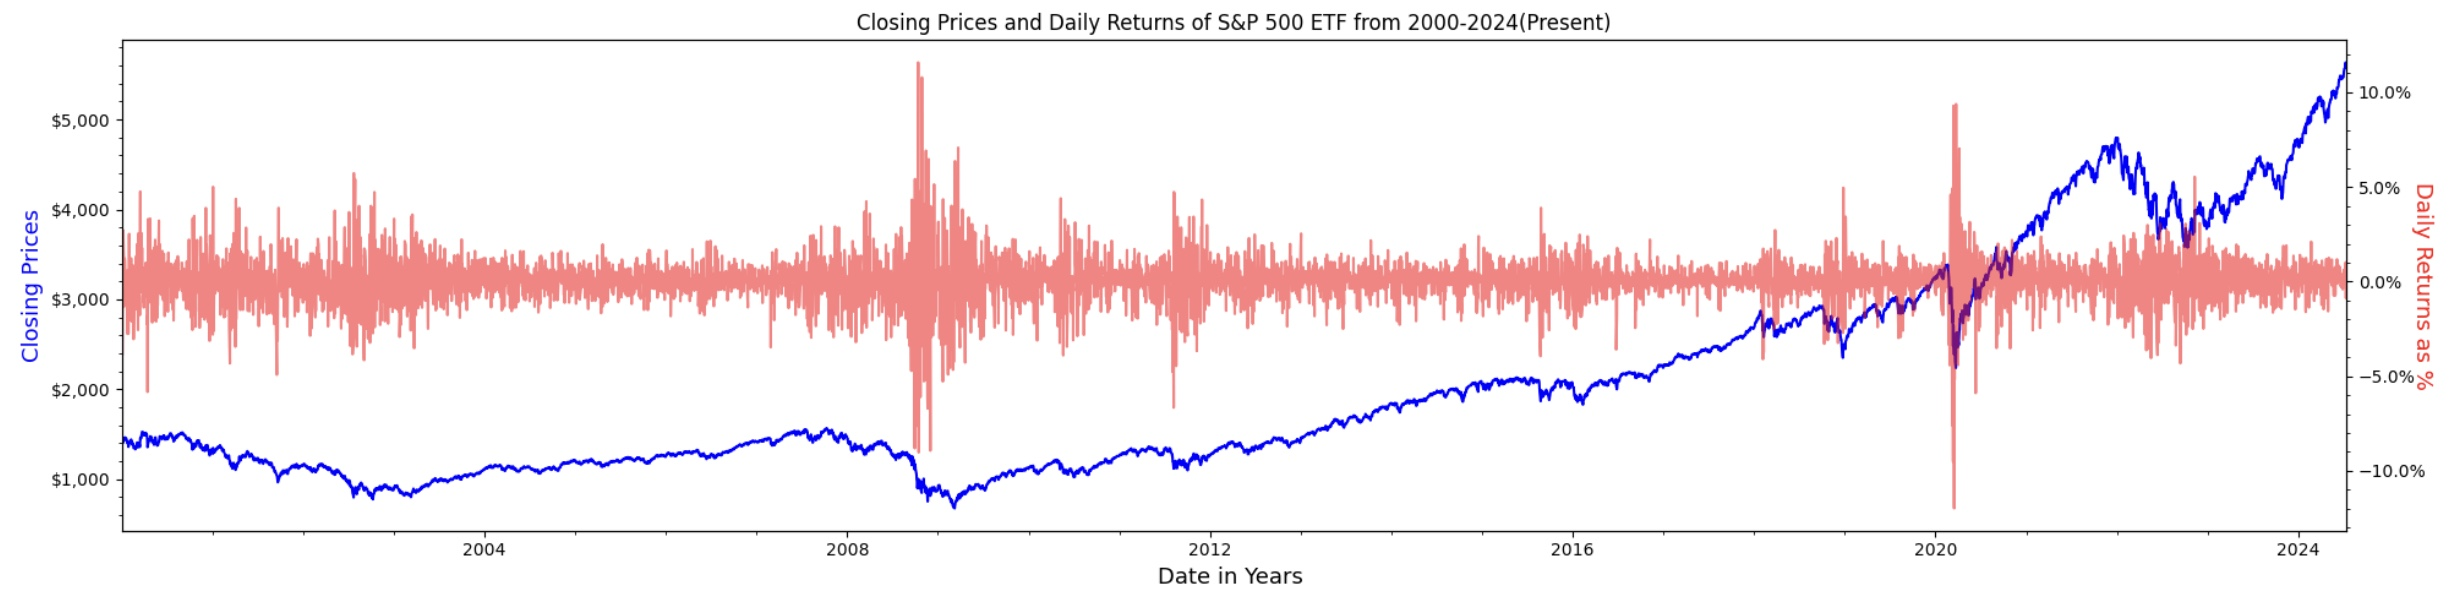 Closing Prices and Daily Returns of S&P 500 ETF from 2000-2024(Present)
Closing Prices
$5,000
$4,000
$3,000
$2,000
$1,000
10.0%
5.0%
0.0%
−5.0%
−10.0%
Daily Returns as %
2004 2008 2012 2016 2020 2024
Date in Years